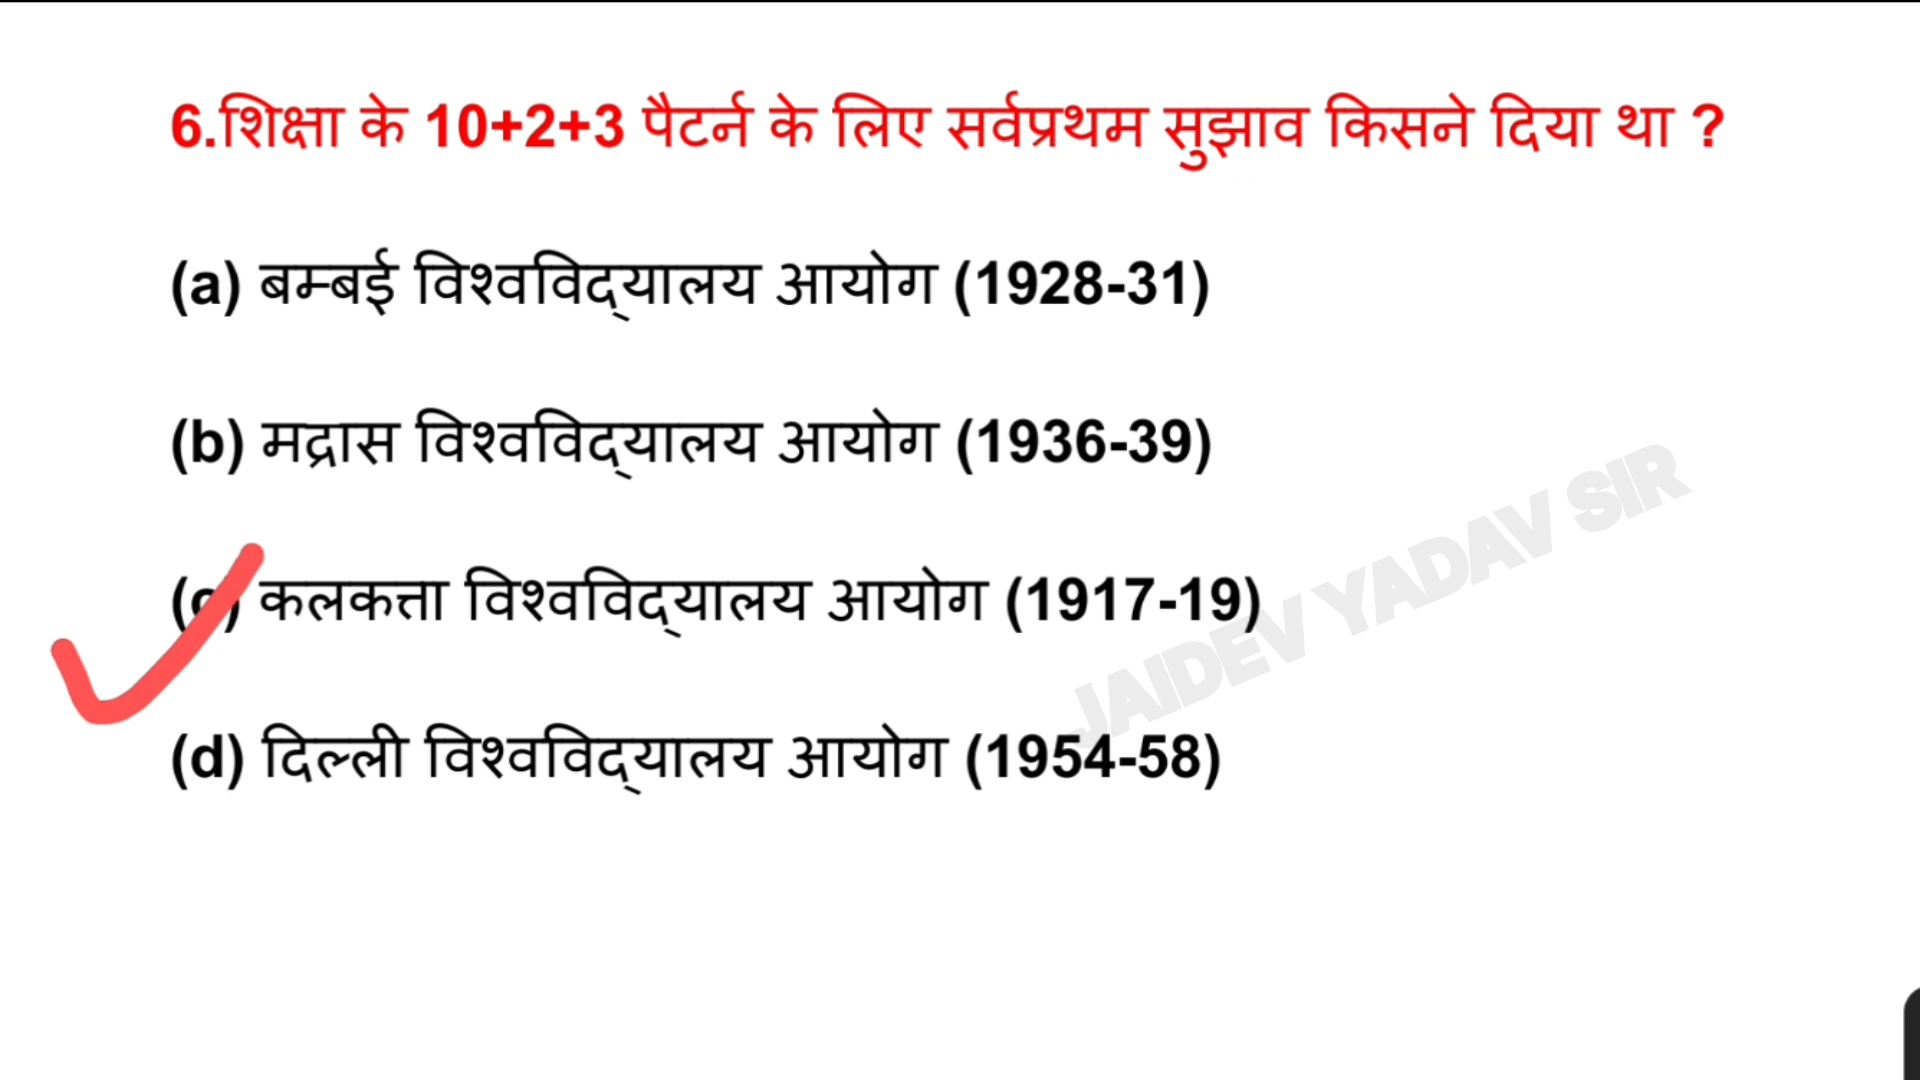 6.शिक्षा के 10+2+3 पैटर्न के लिए सर्वप्रथम सुझाव किसने दिया था ?
(a) बम्बई विश्वविद्‌यालय आयोग (1928-31)
(b) मद्रास विश्वविद्‌यालय आयोग (1936-39)
(c) कलकत्ता विश्वविद्‌यालय आयोग (1917-19)
JAIDEV YADAV SIR
(d) दिल्ली विश्वविद्‌यालय आयोग (1954-58)